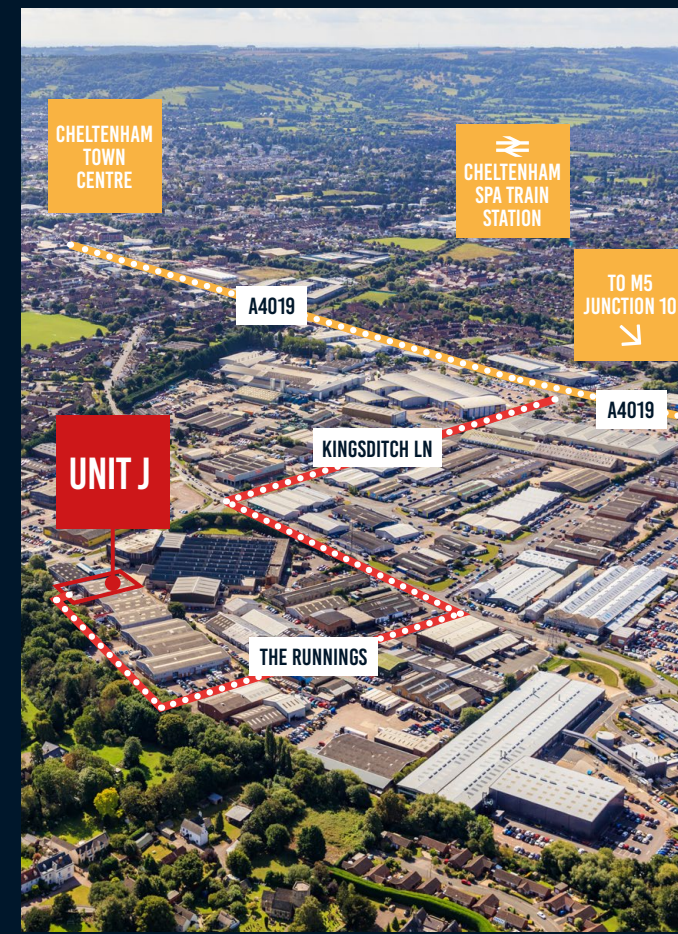 CHELTENHAM
TOWN
CENTRE
CHELTENHAM
SPA TRAIN
STATION
TO M5
JUNCTION 10
A4019
A4019
KINGSDITCH LN
UNIT J
THE RUNNINGS